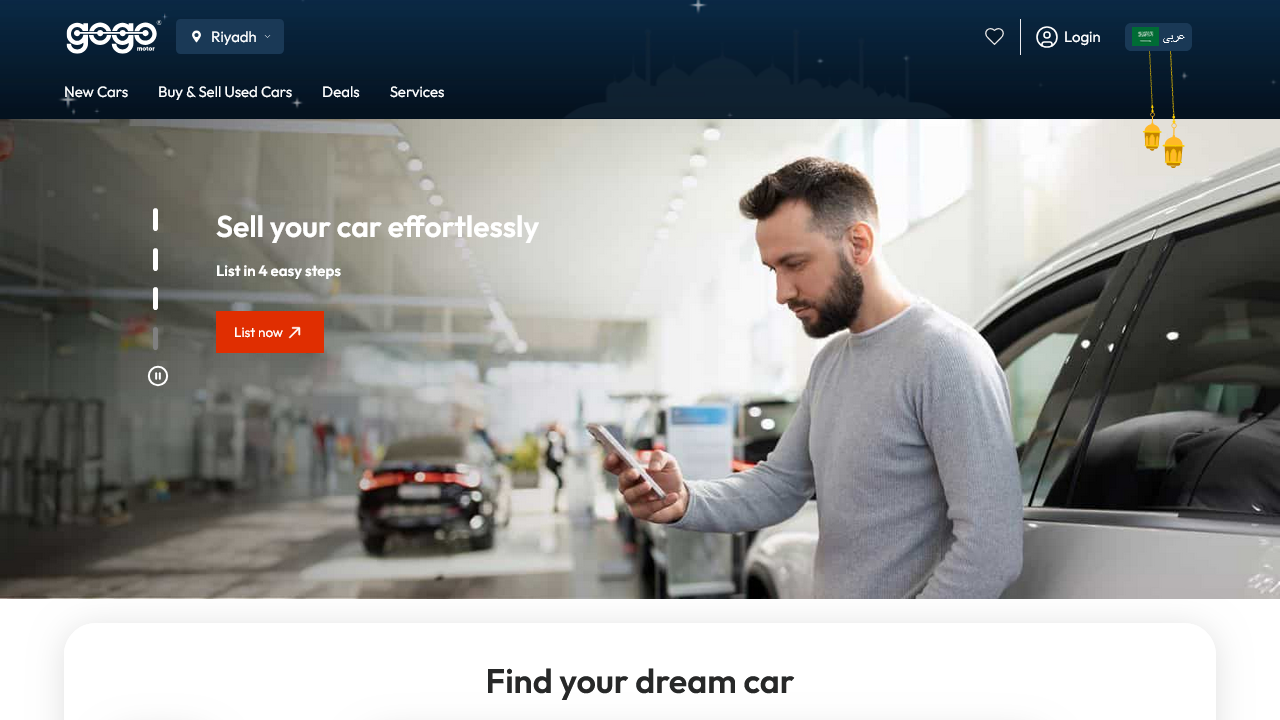 gogo motor
Riyadh
Login
عربي
New Cars
Buy & Sell Used Cars
Deals
Services
Sell your car effortlessly
List in 4 easy steps
List now
Find your dream car